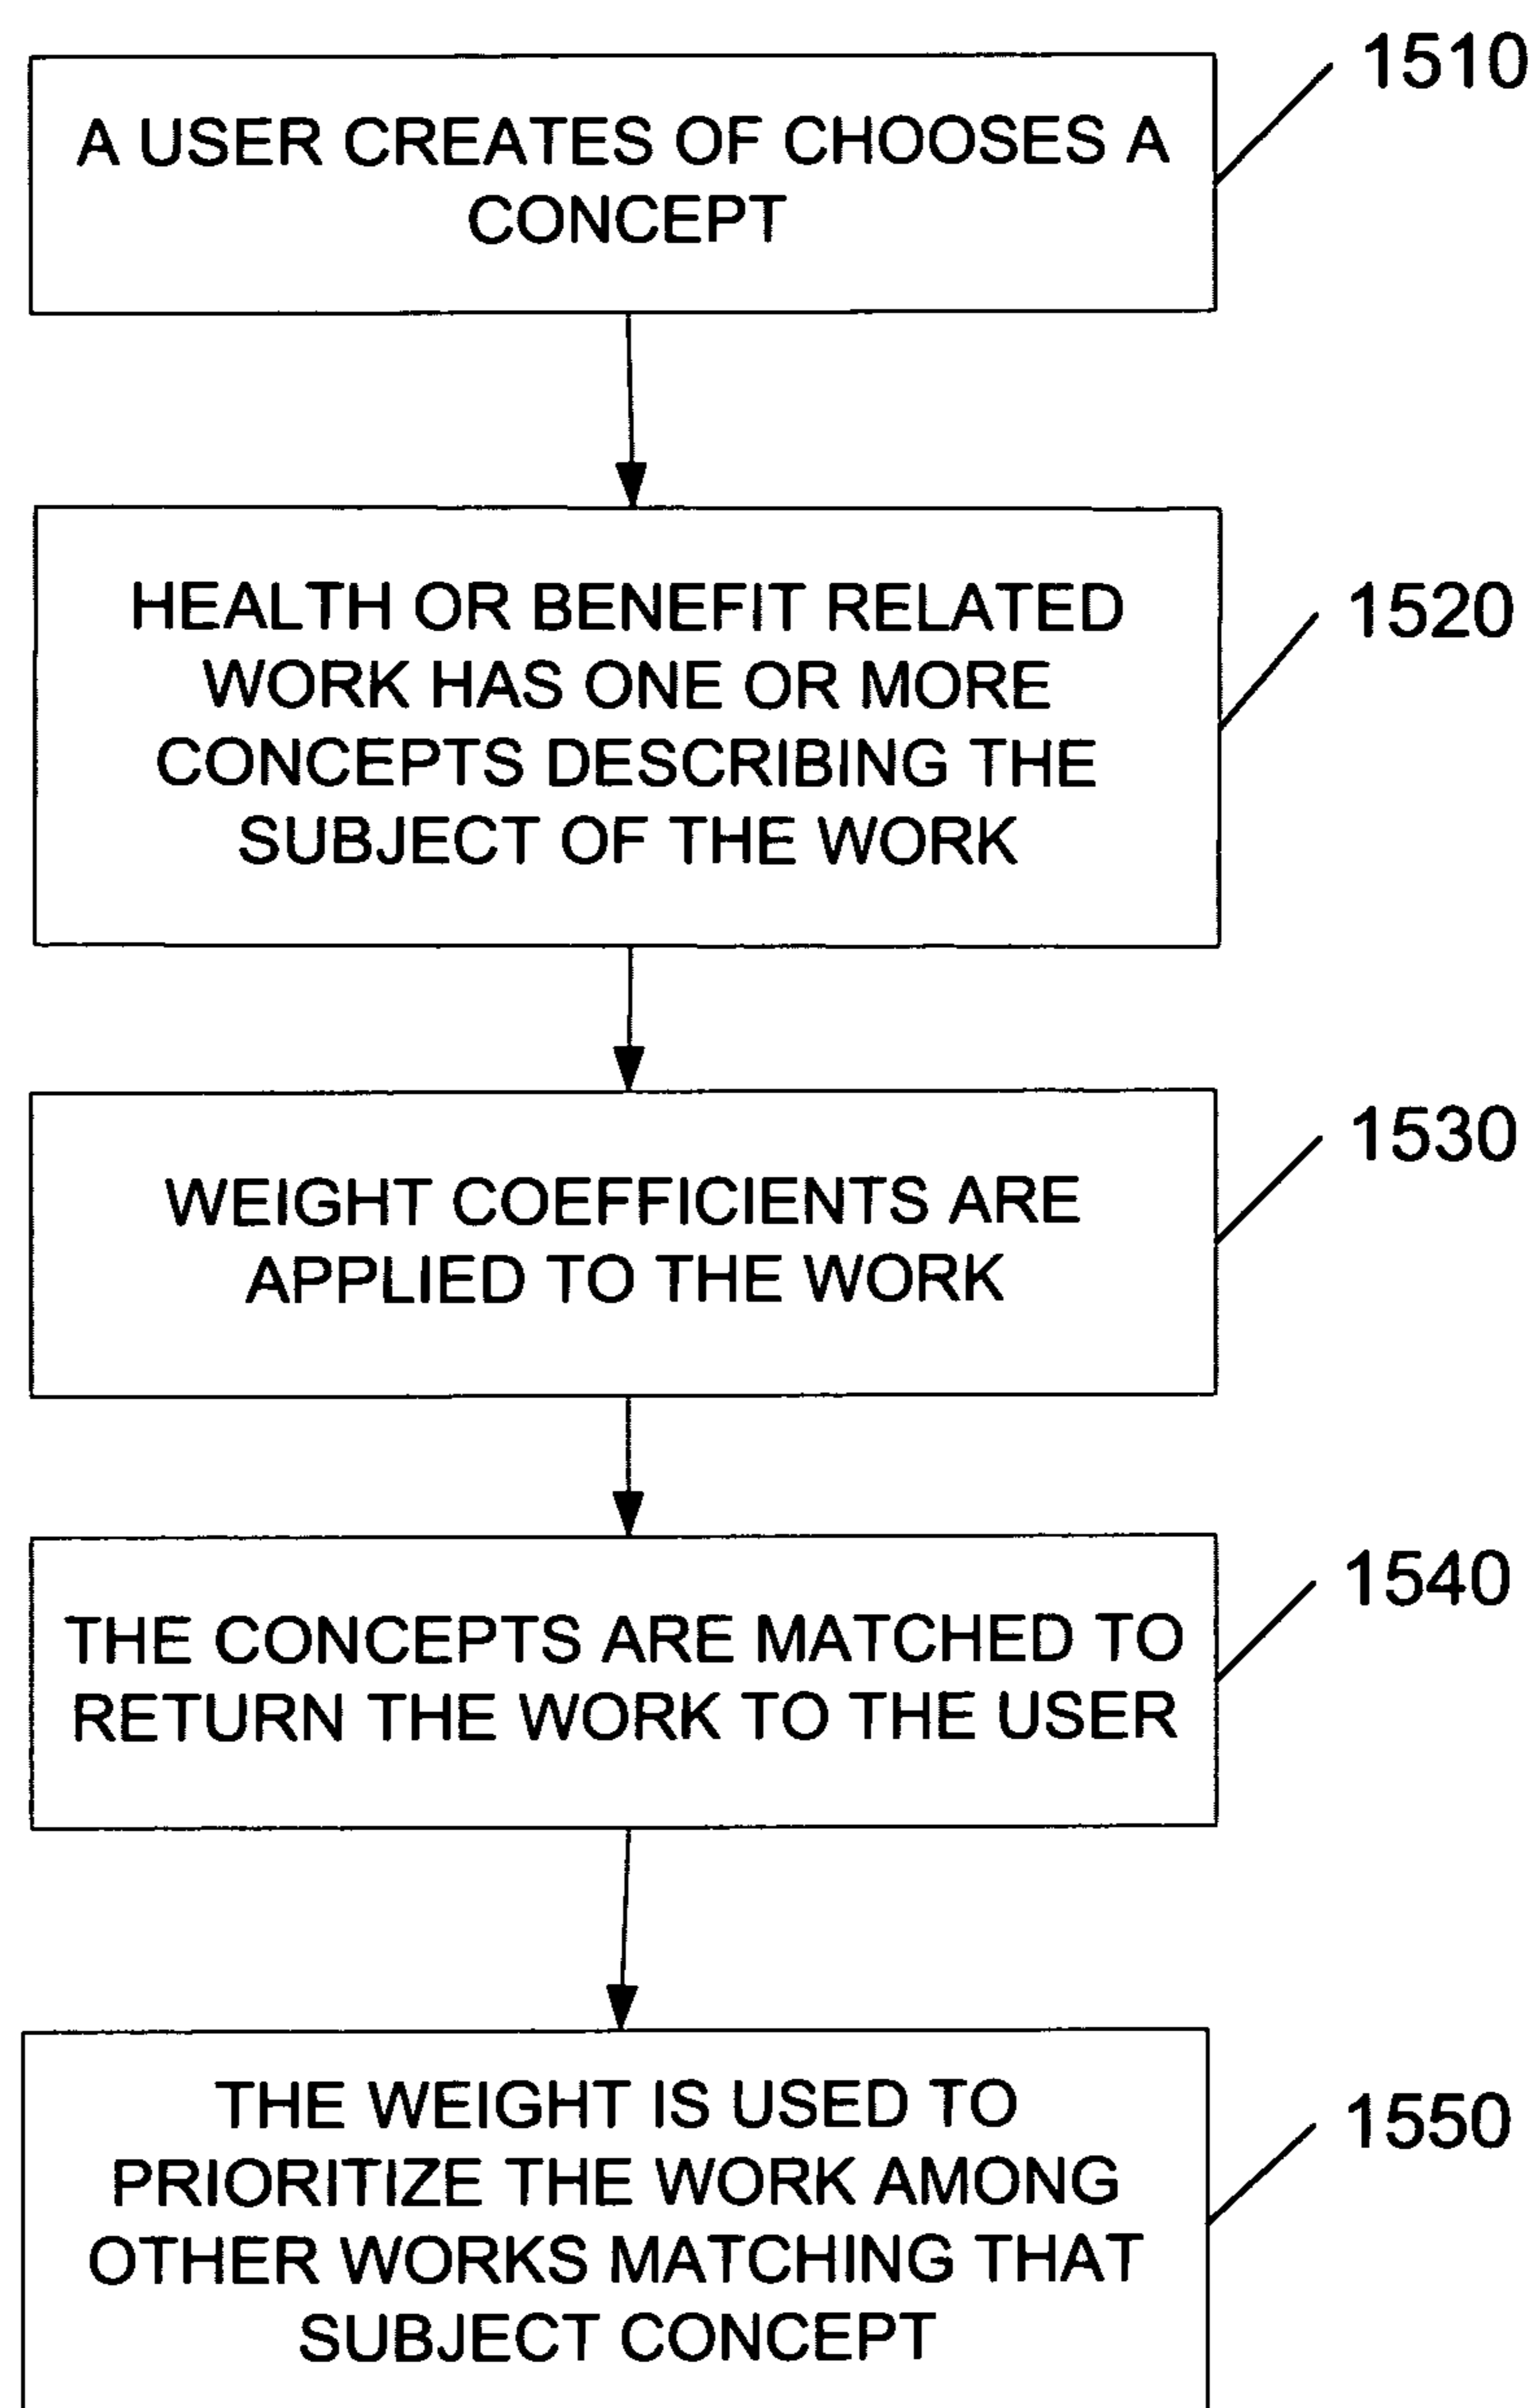 1510
A USER CREATES OF CHOOSES A
CONCEPT
1520
HEALTH OR BENEFIT RELATED
WORK HAS ONE OR MORE
CONCEPTS DESCRIBING THE
SUBJECT OF THE WORK
1530
WEIGHT COEFFICIENTS ARE
APPLIED TO THE WORK
1540
THE CONCEPTS ARE MATCHED TO
RETURN THE WORK TO THE USER
1550
THE WEIGHT IS USED TO
PRIORITIZE THE WORK AMONG
OTHER WORKS MATCHING THAT
SUBJECT CONCEPT